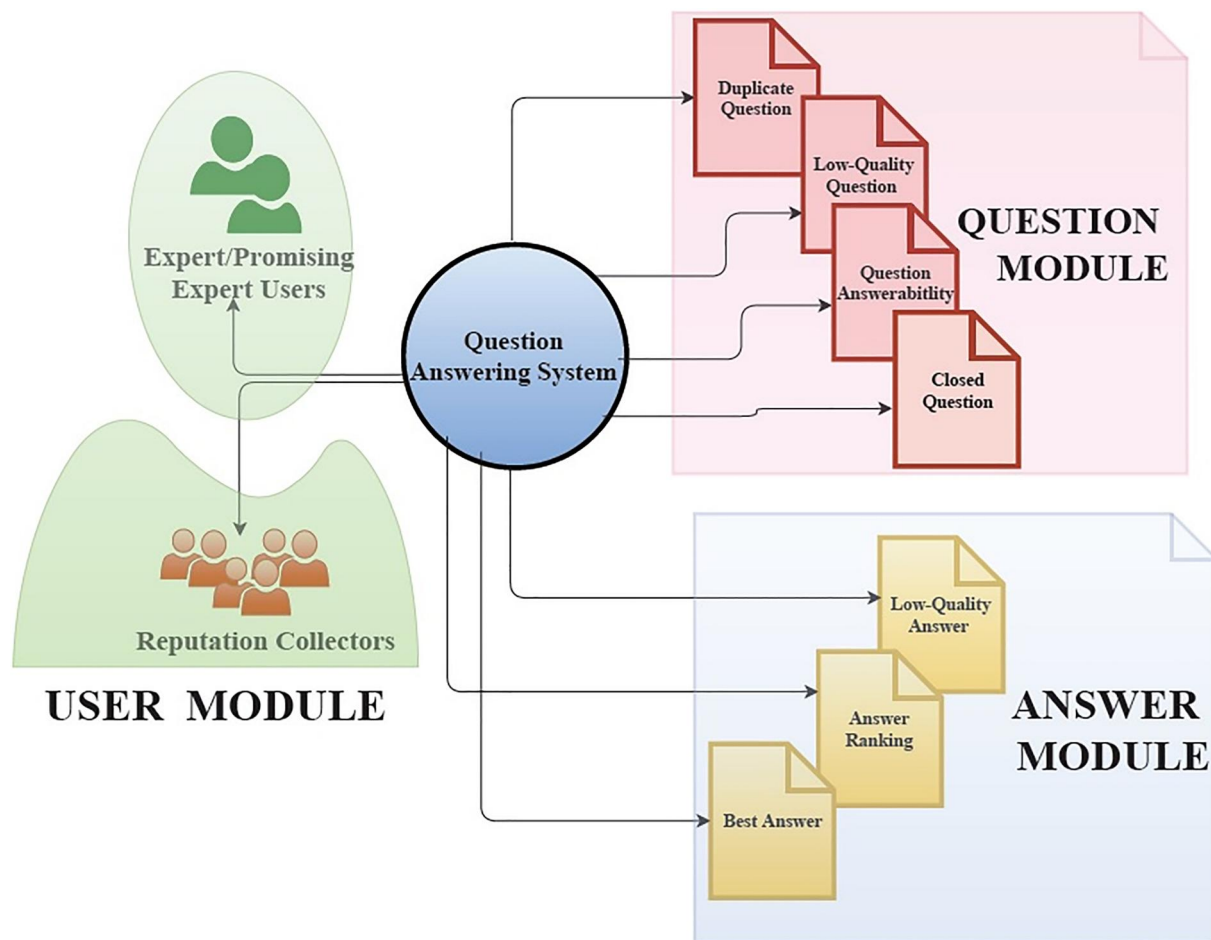 Duplicate
Question
Low-Quality
Question
Question
Answerabitlity
Closed
Question
QUESTION
MODULE
Expert/Promising
Expert Users
Question
Answering System
Reputation Collectors
USER MODULE
Low-Quality
Answer
Answer
Ranking
Best Answer
ANSWER
MODULE